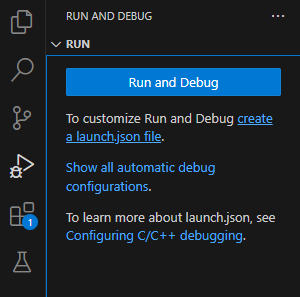 RUN AND DEBUG
RUN
Run and Debug
To customize Run and Debug create
a launch.json file.
Show all automatic debug
configurations.
To learn more about launch.json, see
Configuring C/C++ debugging.
1